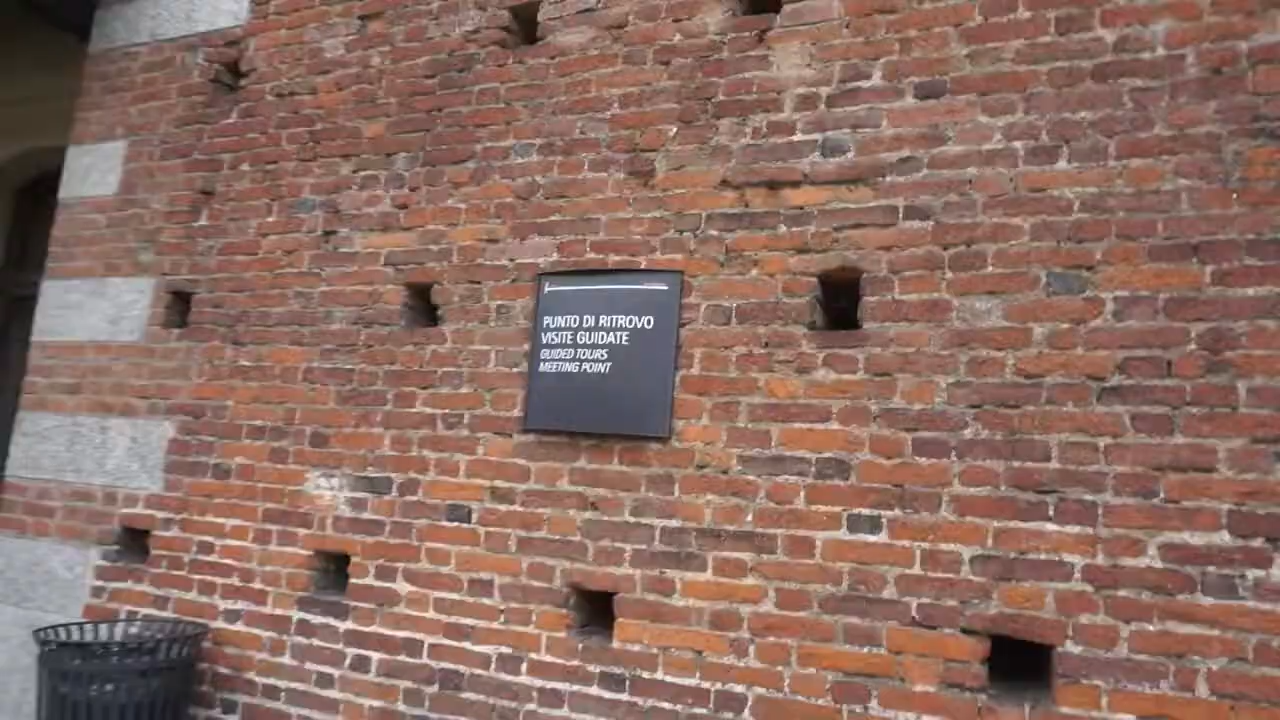 PUNTO DI RITROVO
VISITE GUIDATE
GUIDED TOURS
MEETING POINT